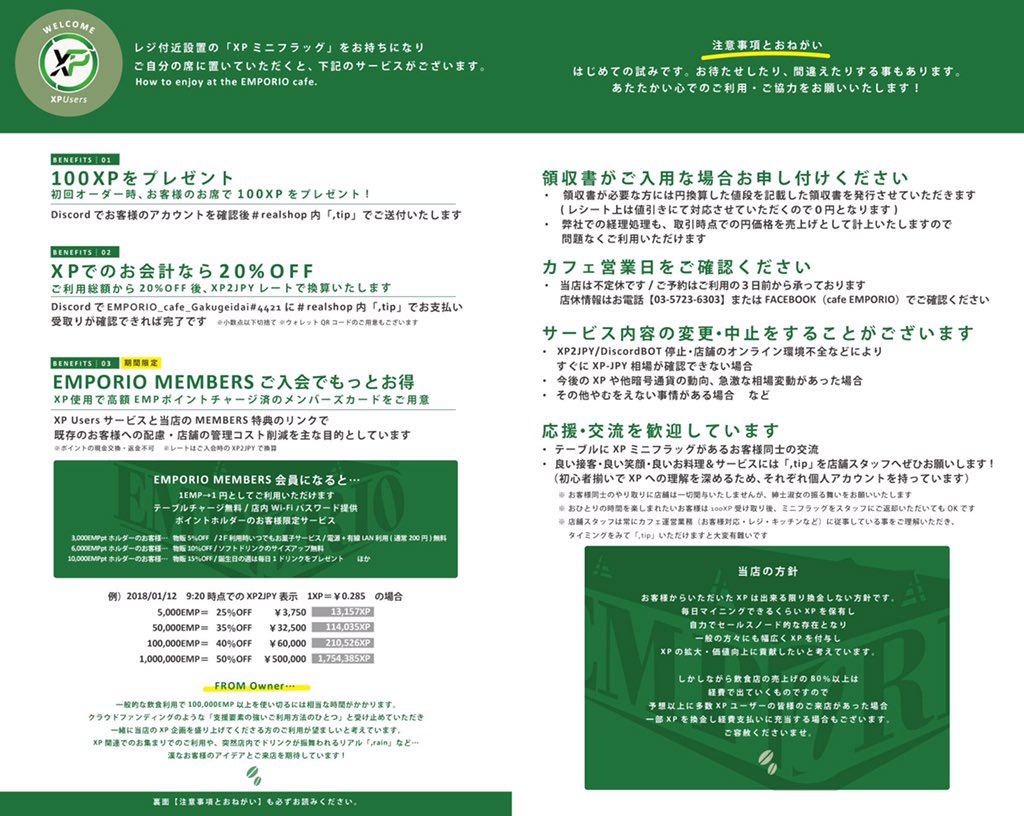 WELCOME
XP
XPUsers
レジ付近設置の「XP ミニフラッグ」をお持ちになり
ご自分の席に置いていただくと、下記のサービスがございます。
How to enjoy at the EMPORIO cafe.
BENEFITS | 01
100XPをプレゼント
初回オーダー時、お客様のお席で 100XP をプレゼント！
Discord でお客様のアカウントを確認後＃realshop 内「,tip」でご送付いたします
BENEFITS | 02
XPでのお会計なら20%OFF
ご利用総額から 20%OFF 後、XP2JPY レートで換算いたします
Discord で EMPORIO_cafe_Gakugeidai#4421 に＃realshop 内「,tip」でお支払い
受取りが確認できれば完了です ※小数点以下切捨て ※ウォレット QR コードのご用意もございます
BENEFITS | 03 期間限定
EMPORIO MEMBERS ご入会でもっとお得
XP使用で高額 EMPポイントチャージ済のメンバーズカードをご用意
XP Users サービスと当店の MEMBERS 特典のリンクで
既存のお客様への配慮・店舗の管理コスト削減を主な目的としています
※ポイントの現金交換・返金不可 ※レートはご入会時の XP2JPY で換算
EMPORIO MEMBERS 会員になると…
1EMP→1 円としてご利用いただけます
テーブルチャージ無料 / 店内 Wi-Fi パスワード提供
ポイントホルダーのお客様限定サービス
3,000EMPpt ホルダーのお客様… 物販 5％OFF / 2F 利用時いつでもお菓子サービス / 電源＋有線 LAN 利用 ( 通常 200 円 ) 無料
6,000EMPpt ホルダーのお客様… 物販 10％OFF / ソフトドリンクのサイズアップ無料
10,000EMPpt ホルダーのお客様… 物販 15％OFF / 誕生日の週は毎日 1 ドリンクをプレゼント ほか
例）2018/01/12 9:20 時点での XP2JPY 表示 1XP＝￥0.285 の場合
5,000EMP＝ 25%OFF ￥3,750 13,157XP
50,000EMP＝ 35%OFF ￥32,500 114,035XP
100,000EMP＝ 40%OFF ￥60,000 210,526XP
1,000,000EMP＝ 50%OFF ￥500,000 1,754,385XP
FROM Owner…
一般的な飲食利用で 100,000EMP 以上を使い切るには相当な時間がかかります。
クラウドファンディングのような「支援要素の強いご利用方法のひとつ」と受け止めていただき
一緒に当店の XP 企画を盛り上げてくださる方のご利用が望ましいと考えています。
XP 関連でのお集まりでのご利用や、突然店内でドリンクが振舞われるリアル「,rain」など…
漢なお客様のアイデアとご来店を期待しています！
裏面【注意事項とおねがい】も必ずお読みください。
注意事項とおねがい
はじめての試みです。お待たせしたり、間違えたりする事もあります。
あたたかい心でのご利用・ご協力をお願いいたします！
領収書がご入用な場合お申し付けください
・ 領収書が必要な方には円換算した値段を記載した領収書を発行させていただきます
( レシート上は値引きにて対応させていただくので 0 円となります )
・ 弊社での経理処理も、取引時点での円価格を売上げとして計上いたしますので
問題なくご利用いただけます
カフェ営業日をご確認ください
・ 当店は不定休です / ご予約はご利用の 3 日前から承っております
店休情報はお電話【03-5723-6303】または FACEBOOK（cafe EMPORIO）でご確認ください
サービス内容の変更・中止をすることがございます
・ XP2JPY/DiscordBOT 停止・店舗のオンライン環境不全などにより
すぐに XP-JPY 相場が確認できない場合
・ 今後の XP や他暗号通貨の動向、急激な相場変動があった場合
・ その他やむをえない事情がある場合 など
応援・交流を歓迎しています
・ テーブルに XP ミニフラッグがあるお客様同士の交流
・ 良い接客・良い笑顔・良いお料理＆サービスには「,tip」を店舗スタッフへぜひお願いします！
（初心者揃いで XP への理解を深めるため、それぞれ個人アカウントを持っています）
※ お客様同士のやり取りに店舗は一切関与いたしませんが、紳士淑女の振る舞いをお願いいたします
※ おひとりの時間を楽しまれたいお客様は 100XP 受け取り後、ミニフラッグをスタッフにご返却いただいても OK です
※ 店舗スタッフは常にカフェ運営業務（お客様対応・レジ・キッチンなど）に従事している事をご理解いただき、
タイミングをみて「,tip」いただけますと大変有難いです
当店の方針
お客様からいただいた XP は出来る限り換金しない方針です。
毎日マイニングできるくらい XP を保有し
自力でセールスノード的な存在となり
一般の方々にも幅広く XP を付与し
XP の拡大・価値向上に貢献したいと考えています。
しかしながら飲食店の売上げの 80％以上は
経費で出ていくものですので
予想以上に多数 XP ユーザーの皆様のご来店があった場合
一部 XP を換金し経費支払いに充当する場合もございます。
ご容赦くださいませ。
EMPORIO
EMPORIO